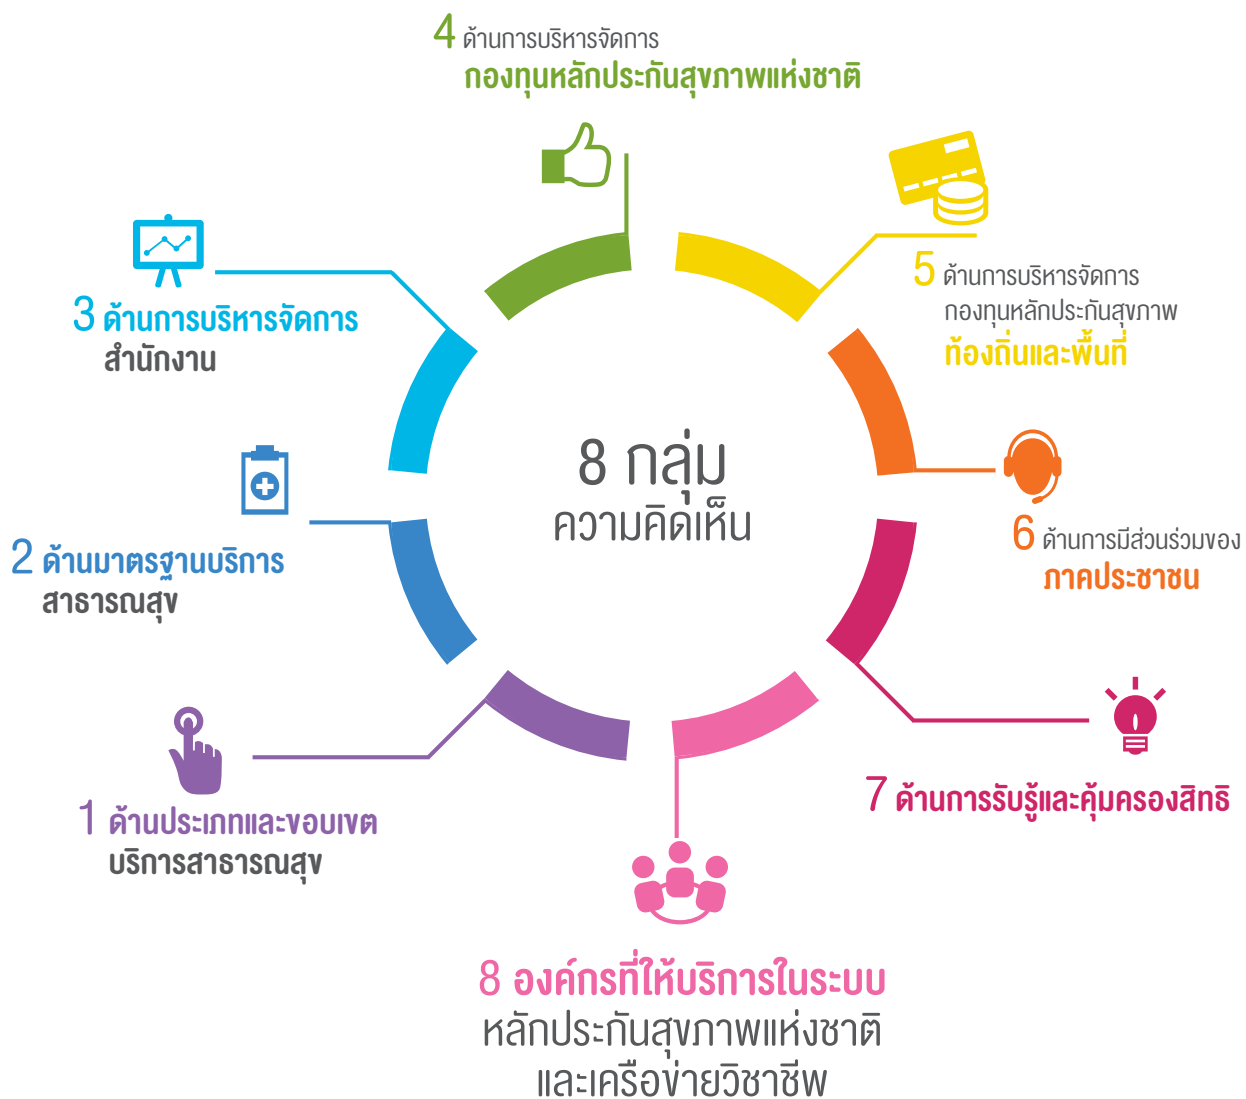 4 ด้านการบริหารจัดการ
กองทุนหลักประกันสุขภาพแห่งชาติ
5 ด้านการบริหารจัดการ
กองทุนหลักประกันสุขภาพ
ท้องถิ่นและพื้นที่
3 ด้านการบริหารจัดการ
สำนักงาน
8 กลุ่ม
ความคิดเห็น
6 ด้านการมีส่วนร่วมของ
ภาคประชาชน
2 ด้านมาตรฐานบริการ
สาธารณสุข
7 ด้านการรับรู้และคุ้มครองสิทธิ
1 ด้านประเภทและขอบเขต
บริการสาธารณสุข
8 องค์กรที่ให้บริการในระบบ
หลักประกันสุขภาพแห่งชาติ
และเครือข่ายวิชาชีพ